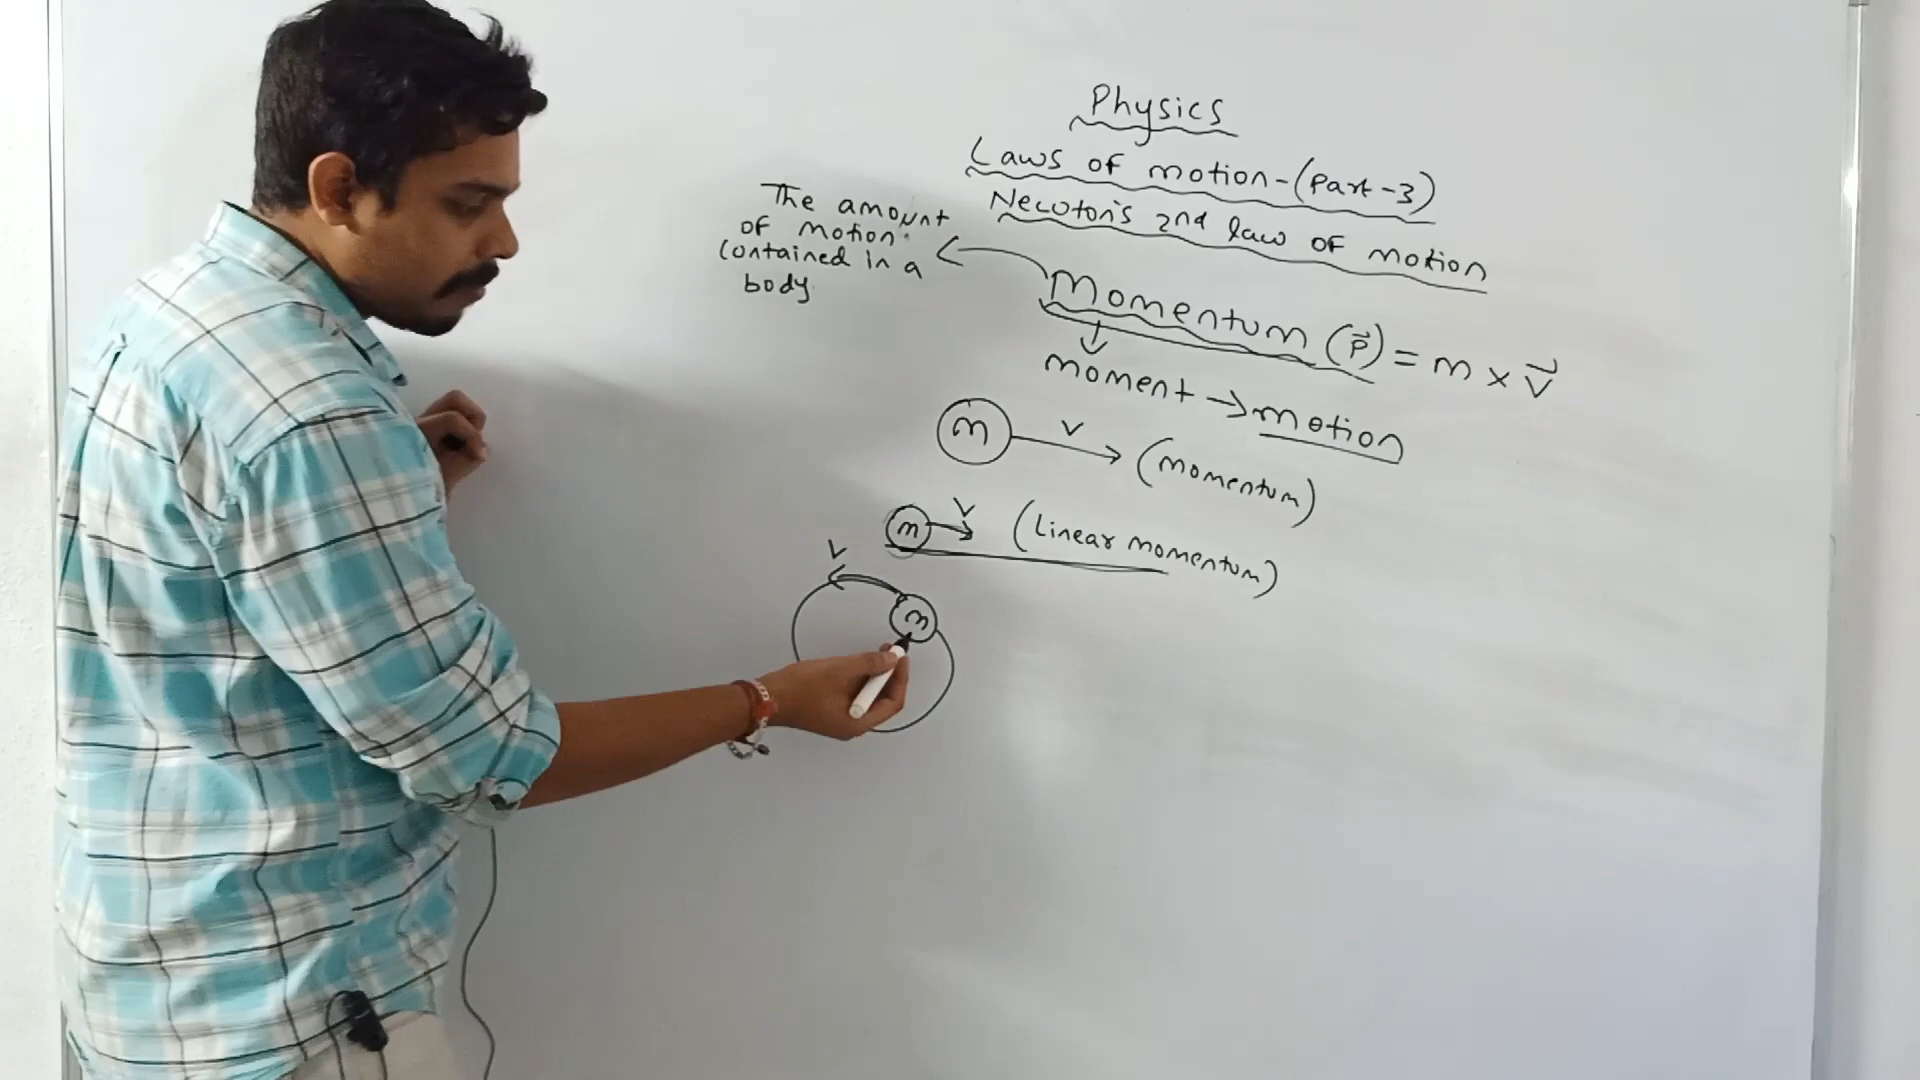 Physics
Laws of motion - (Part - 3)
Newton's 2nd law of motion
The amount
of motion
contained in a
body.
Momentum (P⃗) = m × V⃗
moment → motion
m
v
(momentum)
m
v
(Linear momentum)
v
m